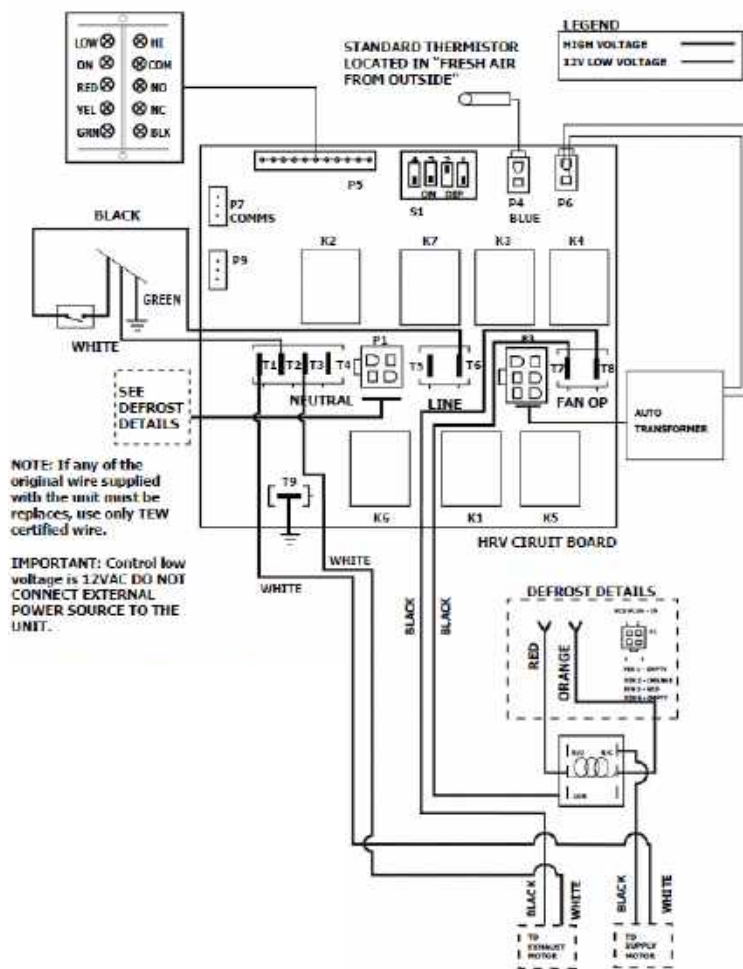 LOW HI
ON COM
RED NO
YEL NC
GRN BLK
STANDARD THERMISTOR
LOCATED IN "FRESH AIR
FROM OUTSIDE"
LEGEND
HIGH VOLTAGE
12V LOW VOLTAGE
P5
S1
P4
BLUE
P6
P7
COMMS
P9
BLACK
GREEN
WHITE
K2
K7
K3
K4
T1
T2
T3
T4
P1
T5
T6
T7
T8
NEUTRAL
LINE
FAN OP
SEE
DEFROST
DETAILS
AUTO
TRANSFORMER
K6
K1
K5
T9
HRV CIRUIT BOARD
NOTE: If any of the
original wire supplied
with the unit must be
replaces, use only TEW
certified wire.
IMPORTANT: Control low
voltage is 12VAC DO NOT
CONNECT EXTERNAL
POWER SOURCE TO THE
UNIT.
WHITE
WHITE
BLACK
BLACK
DEFROST DETAILS
RED
ORANGE
BLACK
WHITE
BLACK
WHITE
TO
EXHAUST
MOTOR
TO
SUPPLY
MOTOR